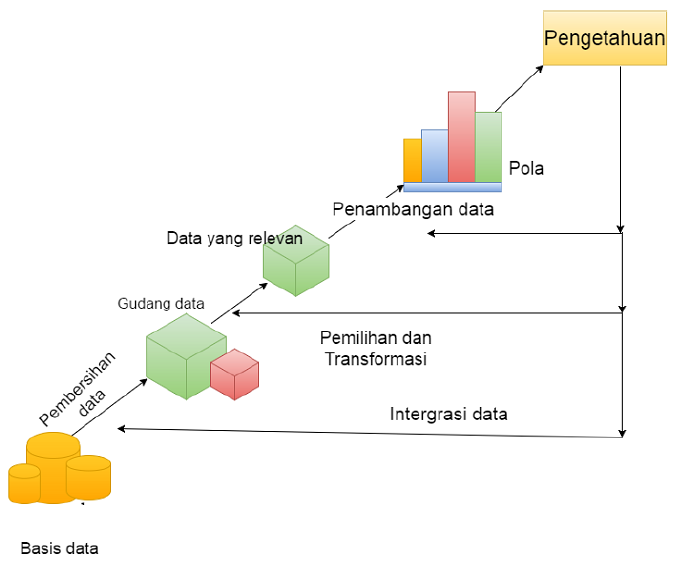 Pengetahuan
Pola
Penambangan data
Data yang relevan
Gudang data
Pemilihan dan
Transformasi
Pembersihan
data
Intergrasi data
Basis data